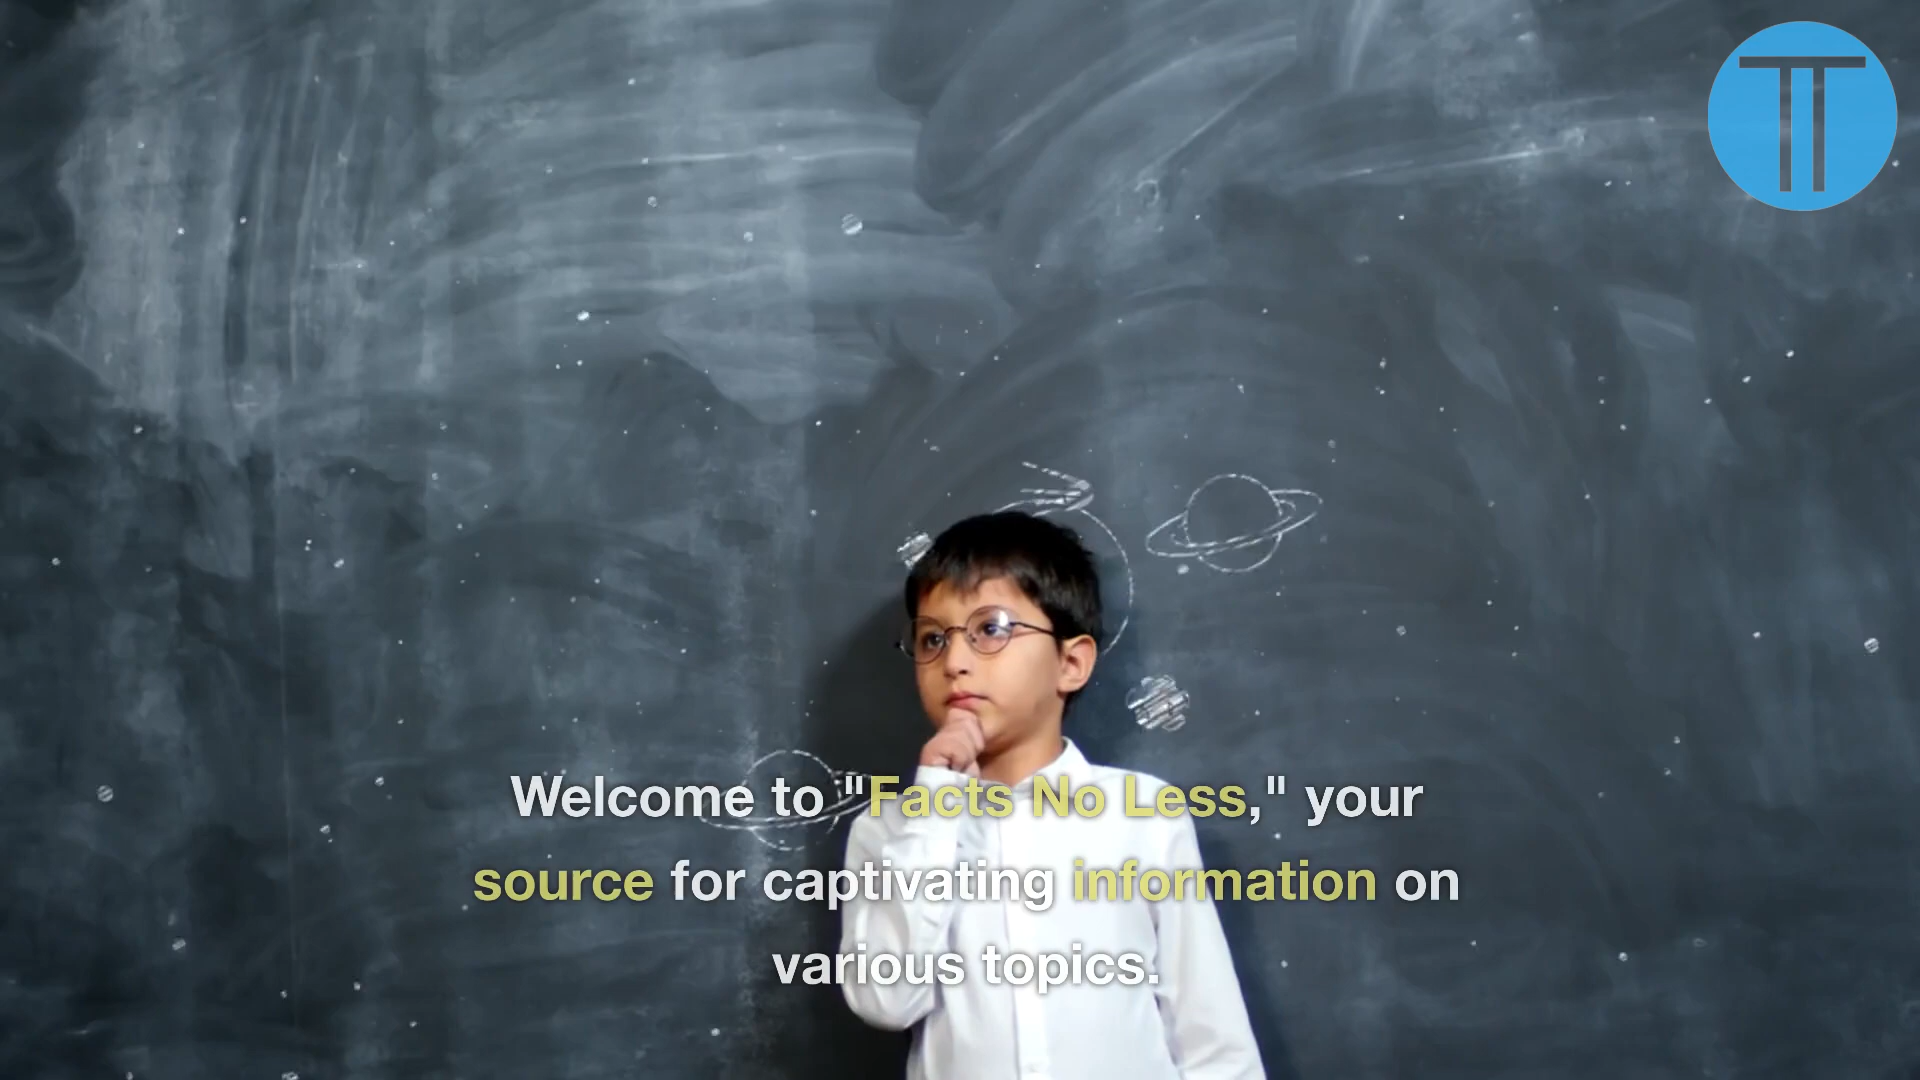 Welcome to "Facts No Less," your
source for captivating information on
various topics.